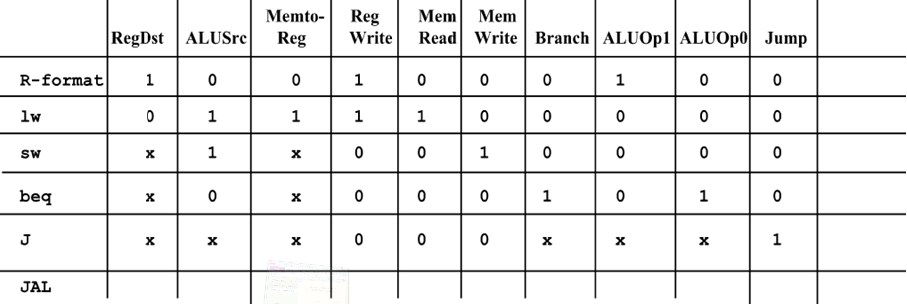 RegDst ALUSrc Memto-Reg Reg Write Mem Read Mem Write Branch ALUOp1 ALUOp0 Jump
R-format 1 0 0 1 0 0 0 1 0 0
lw 0 1 1 1 1 0 0 0 0 0
sw x 1 x 0 0 1 0 0 0 0
beq x 0 x 0 0 0 1 0 1 0
J x x x 0 0 0 x x x 1
JAL